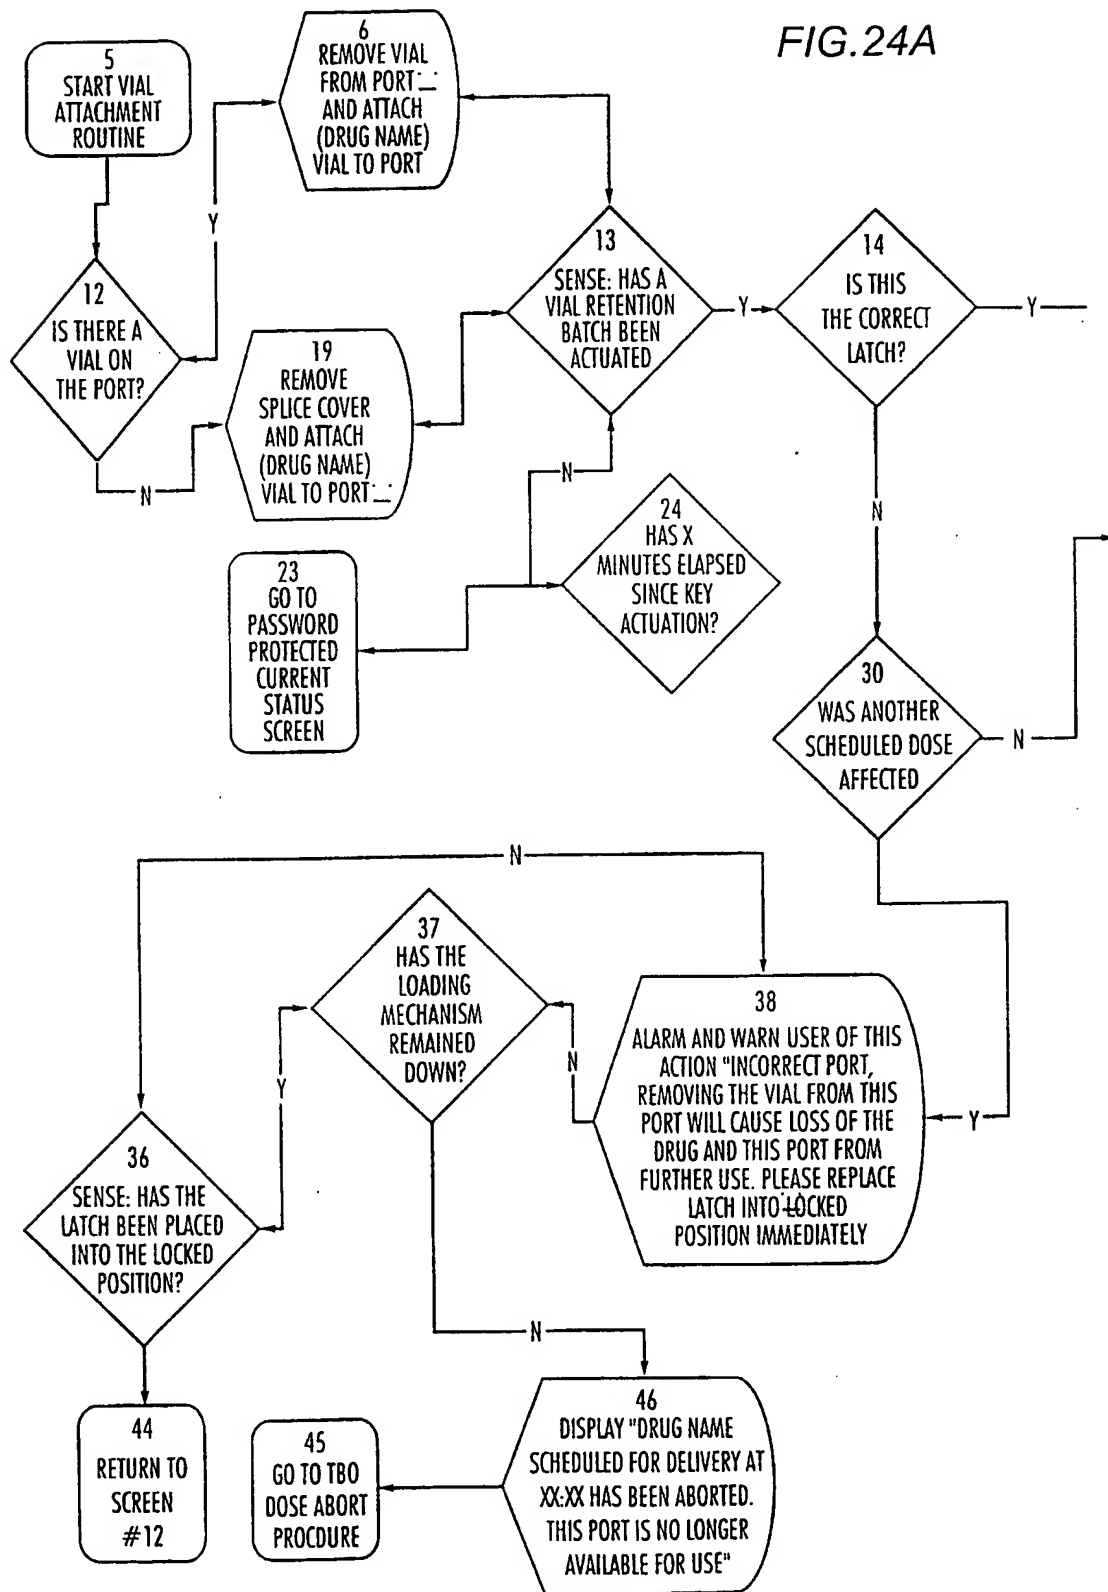 FIG.24A
5
START VIAL
ATTACHMENT
ROUTINE
6
REMOVE VIAL
FROM PORT _
AND ATTACH
(DRUG NAME)
VIAL TO PORT
Y
12
IS THERE A
VIAL ON
THE PORT?
N
19
REMOVE
SPLICE COVER
AND ATTACH
(DRUG NAME)
VIAL TO PORT _
13
SENSE: HAS A
VIAL RETENTION
BATCH BEEN
ACTUATED
Y
14
IS THIS
THE CORRECT
LATCH?
Y
N
N
24
HAS X
MINUTES ELAPSED
SINCE KEY
ACTUATION?
23
GO TO
PASSWORD
PROTECTED
CURRENT
STATUS
SCREEN
30
WAS ANOTHER
SCHEDULED DOSE
AFFECTED
N
Y
N
37
HAS THE
LOADING
MECHANISM
REMAINED
DOWN?
N
Y
38
ALARM AND WARN USER OF THIS
ACTION "INCORRECT PORT,
REMOVING THE VIAL FROM THIS
PORT WILL CAUSE LOSS OF THE
DRUG AND THIS PORT FROM
FURTHER USE. PLEASE REPLACE
LATCH INTO LOCKED
POSITION IMMEDIATELY
36
SENSE: HAS THE
LATCH BEEN PLACED
INTO THE LOCKED
POSITION?
N
44
RETURN TO
SCREEN
#12
45
GO TO TBO
DOSE ABORT
PROCDURE
46
DISPLAY "DRUG NAME
SCHEDULED FOR DELIVERY AT
XX:XX HAS BEEN ABORTED.
THIS PORT IS NO LONGER
AVAILABLE FOR USE"